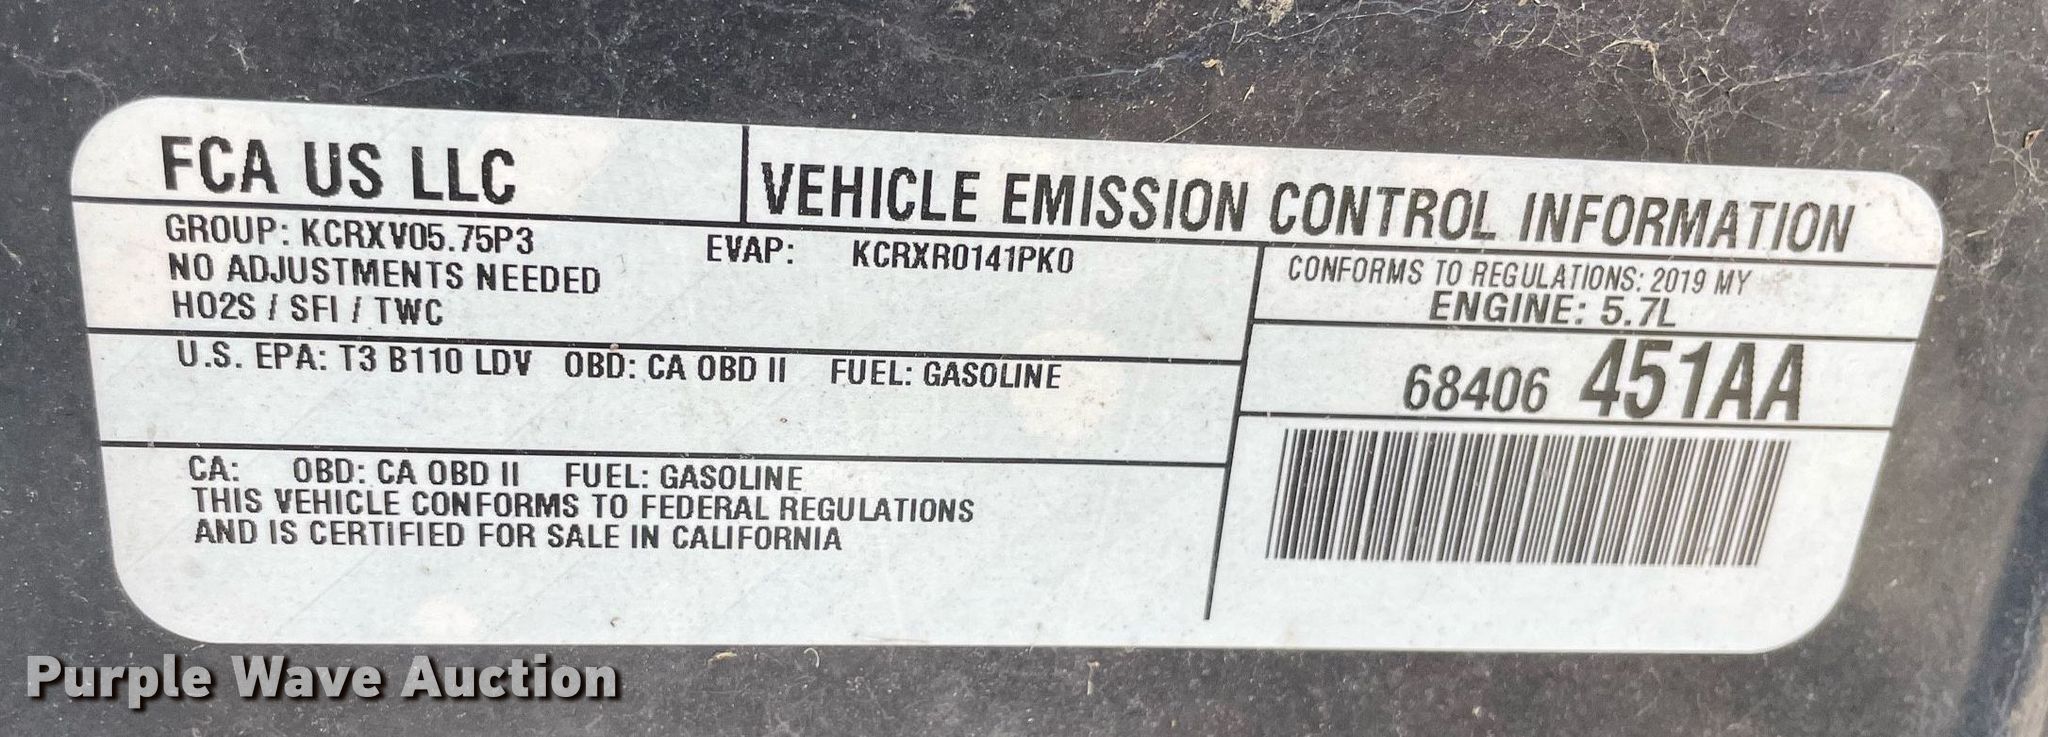 FCA US LLC
VEHICLE EMISSION CONTROL INFORMATION
GROUP: KCRXV05.75P3
EVAP: KCRXR0141PK0
NO ADJUSTMENTS NEEDED
HO2S / SFI / TWC
CONFORMS TO REGULATIONS: 2019 MY
ENGINE: 5.7L
U.S. EPA: T3 B110 LDV OBD: CA OBD II FUEL: GASOLINE
68406 451AA
CA: OBD: CA OBD II FUEL: GASOLINE
THIS VEHICLE CONFORMS TO FEDERAL REGULATIONS
AND IS CERTIFIED FOR SALE IN CALIFORNIA
Purple Wave Auction